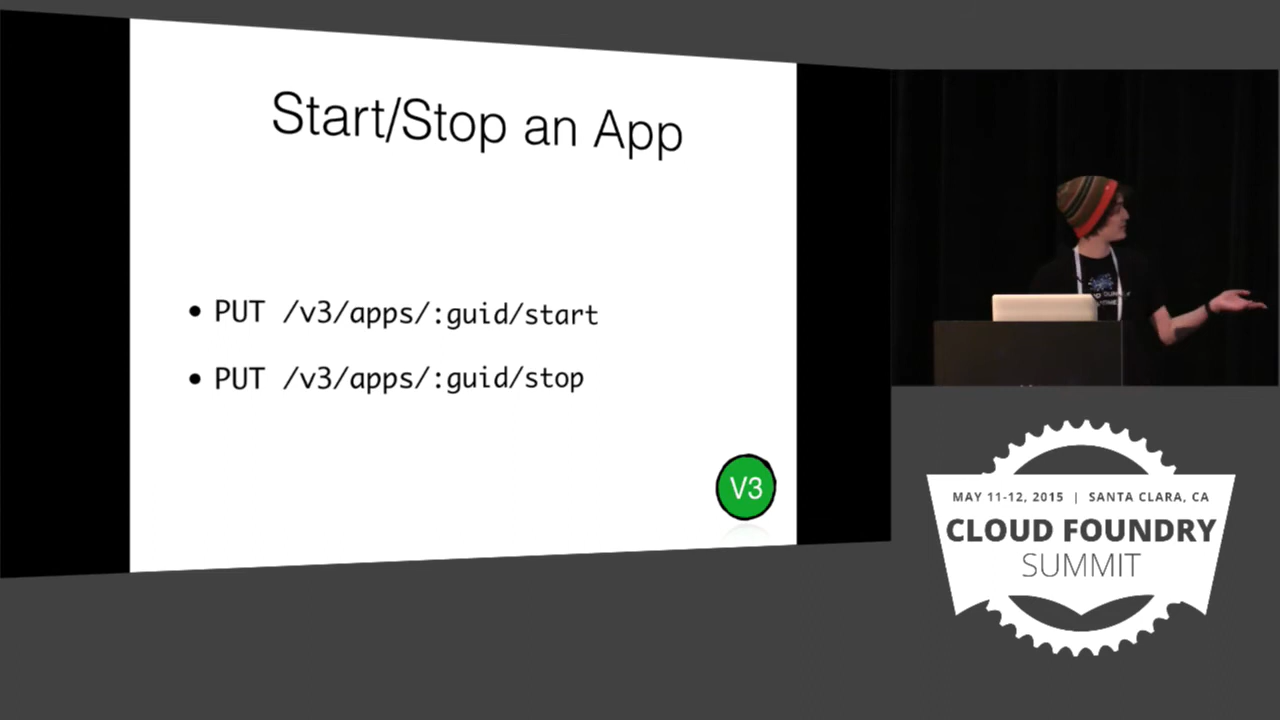 Start/Stop an App
• PUT /v3/apps/:guid/start
• PUT /v3/apps/:guid/stop
V3
MAY 11-12, 2015 | SANTA CLARA, CA
CLOUD FOUNDRY
SUMMIT